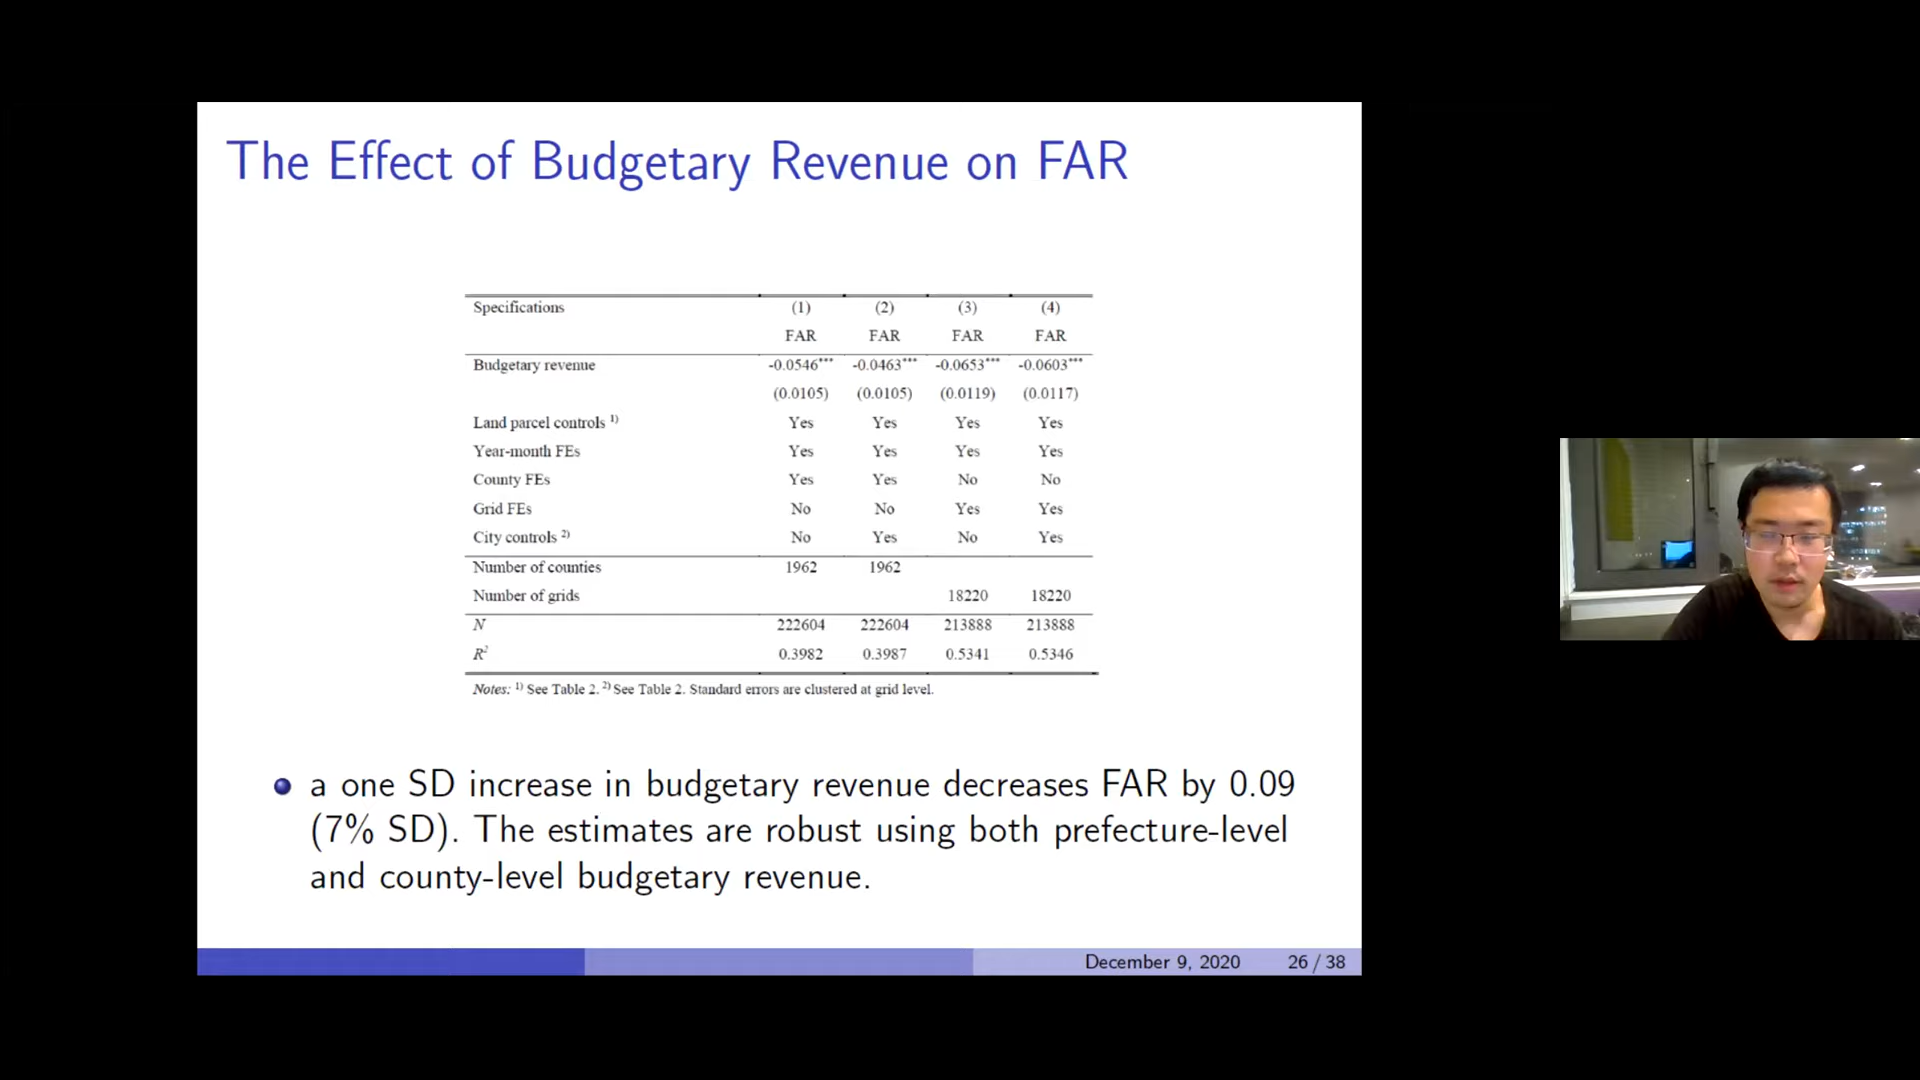 The Effect of Budgetary Revenue on FAR
Specifications (1) (2) (3) (4)
FAR FAR FAR FAR
Budgetary revenue -0.0546*** -0.0463*** -0.0653*** -0.0603***
(0.0105) (0.0105) (0.0119) (0.0117)
Land parcel controls 1) Yes Yes Yes Yes
Year-month FEs Yes Yes Yes Yes
County FEs Yes Yes No No
Grid FEs No No Yes Yes
City controls 2) No Yes No Yes
Number of counties 1962 1962
Number of grids 18220 18220
N 222604 222604 213888 213888
R² 0.3982 0.3987 0.5341 0.5346
Notes: 1) See Table 2. 2) See Table 2. Standard errors are clustered at grid level.
a one SD increase in budgetary revenue decreases FAR by 0.09
(7% SD). The estimates are robust using both prefecture-level
and county-level budgetary revenue.
December 9, 2020 26 / 38